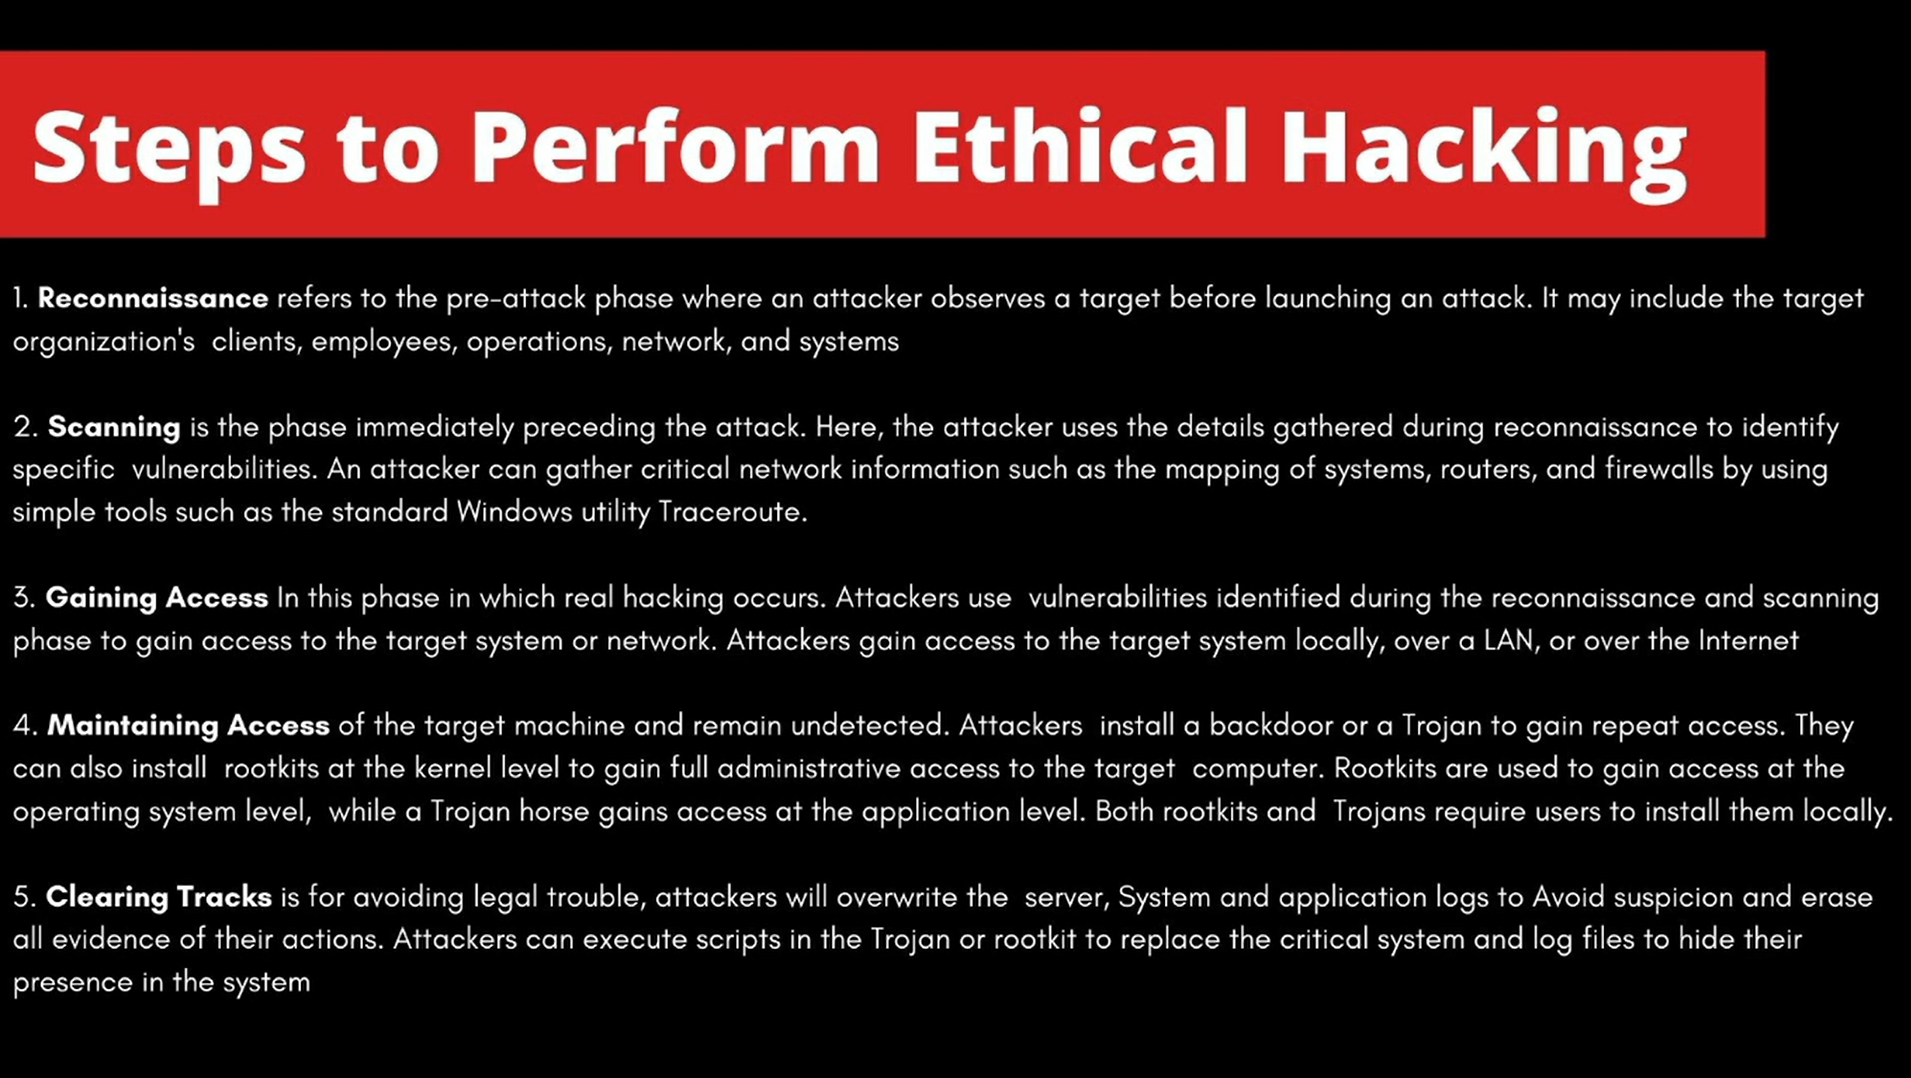 Steps to Perform Ethical Hacking
1. Reconnaissance refers to the pre-attack phase where an attacker observes a target before launching an attack. It may include the target
organization's clients, employees, operations, network, and systems
2. Scanning is the phase immediately preceding the attack. Here, the attacker uses the details gathered during reconnaissance to identify
specific vulnerabilities. An attacker can gather critical network information such as the mapping of systems, routers, and firewalls by using
simple tools such as the standard Windows utility Traceroute.
3. Gaining Access In this phase in which real hacking occurs. Attackers use vulnerabilities identified during the reconnaissance and scanning
phase to gain access to the target system or network. Attackers gain access to the target system locally, over a LAN, or over the Internet
4. Maintaining Access of the target machine and remain undetected. Attackers install a backdoor or a Trojan to gain repeat access. They
can also install rootkits at the kernel level to gain full administrative access to the target computer. Rootkits are used to gain access at the
operating system level, while a Trojan horse gains access at the application level. Both rootkits and Trojans require users to install them locally.
5. Clearing Tracks is for avoiding legal trouble, attackers will overwrite the server, System and application logs to Avoid suspicion and erase
all evidence of their actions. Attackers can execute scripts in the Trojan or rootkit to replace the critical system and log files to hide their
presence in the system